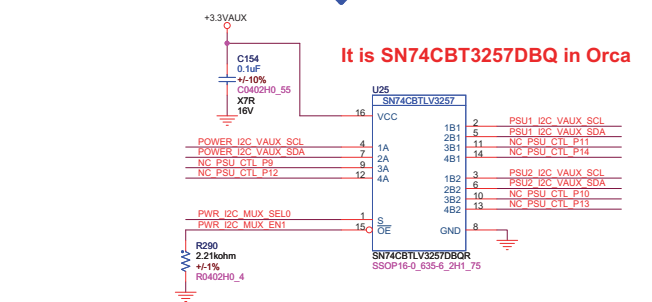 +3.3VAUX
It is SN74CBT3257DBQ in Orca
C154
0.1uF
+/-10%
C0402H0_55
X7R
16V
U25
SN74CBTLV3257
16 VCC
1B1 2 PSU1_I2C_VAUX_SCL
2B1 5 PSU1_I2C_VAUX_SDA
3B1 11 NC_PSU_CTL_P11
4B1 14 NC_PSU_CTL_P14
POWER_I2C_VAUX_SCL 4 1A
POWER_I2C_VAUX_SDA 7 2A
NC_PSU_CTL_P9 9 3A
NC_PSU_CTL_P12 12 4A
1B2 3 PSU2_I2C_VAUX_SCL
2B2 6 PSU2_I2C_VAUX_SDA
3B2 10 NC_PSU_CTL_P10
4B2 13 NC_PSU_CTL_P13
PWR_I2C_MUX_SEL0 1 S
PWR_I2C_MUX_EN1 15 OE
GND 8
R290
2.21kohm
+/-1%
R0402H0_4
SN74CBTLV3257DBQR
SSOP16-0_635-6_2H1_75